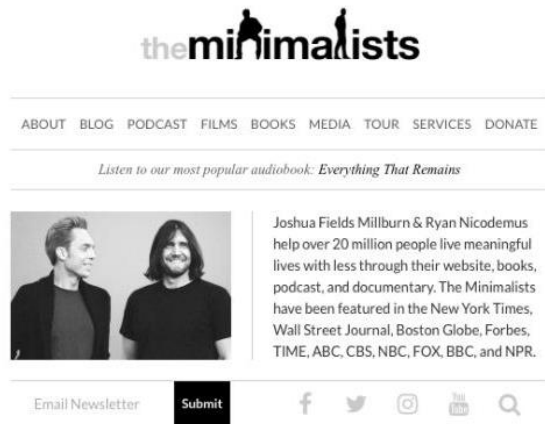 theminimalists
ABOUT BLOG PODCAST FILMS BOOKS MEDIA TOUR SERVICES DONATE
Listen to our most popular audiobook: Everything That Remains
Joshua Fields Millburn & Ryan Nicodemus
help over 20 million people live meaningful
lives with less through their website, books,
podcast, and documentary. The Minimalists
have been featured in the New York Times,
Wall Street Journal, Boston Globe, Forbes,
TIME, ABC, CBS, NBC, FOX, BBC, and NPR.
Email Newsletter Submit You Tube